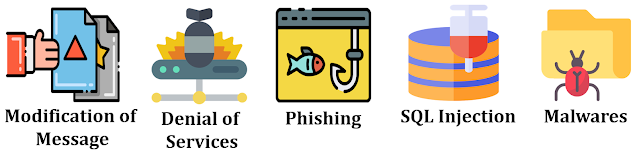 Modification of
Message
Denial of
Services
Phishing
SQL Injection
Malwares